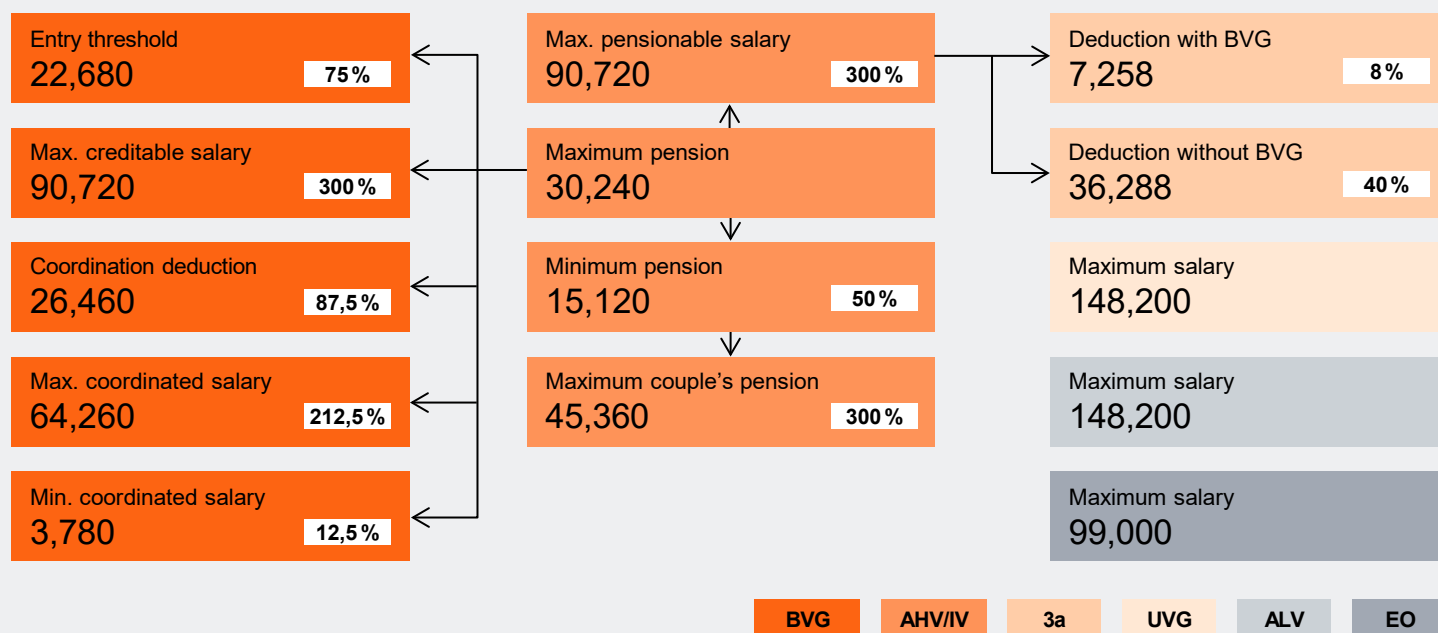 Entry threshold
22,680
75 %
Max. creditable salary
90,720
300 %
Coordination deduction
26,460
87,5 %
Max. coordinated salary
64,260
212,5 %
Min. coordinated salary
3,780
12,5 %
Max. pensionable salary
90,720
300 %
Maximum pension
30,240
Minimum pension
15,120
50 %
Maximum couple’s pension
45,360
300 %
Deduction with BVG
7,258
8 %
Deduction without BVG
36,288
40 %
Maximum salary
148,200
Maximum salary
148,200
Maximum salary
99,000
BVG
AHV/IV
3a
UVG
ALV
EO